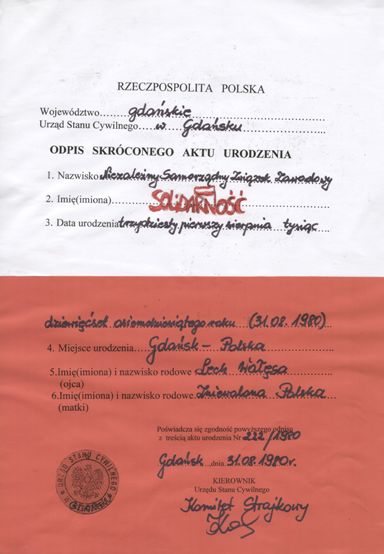 RZECZPOSPOLITA POLSKA
Województwo gdańskie
Urząd Stanu Cywilnego w Gdańsku
ODPIS SKRÓCONEGO AKTU URODZENIA
1. Nazwisko Niezależny Samorządny Związek Zawodowy
2. Imię(imiona) SOLIDARNOŚĆ
3. Data urodzenia trzydziesty pierwszy sierpnia tysiąc
dziewięćset osiemdziesiątego roku (31.08.1980)
4. Miejsce urodzenia Gdańsk - Polska
5.Imię(imiona) i nazwisko rodowe Lech Wałęsa
(ojca)
6.Imię(imiona) i nazwisko rodowe Zniewolona Polska
(matki)
Poświadcza się zgodność powyższego odpisu
z treścią aktu urodzenia Nr 222/1980
Gdańsk dnia 31.08.1980r.
KIEROWNIK
Urzędu Stanu Cywilnego
Komitet Strajkowy
URZĄD STANU CYWILNEGO